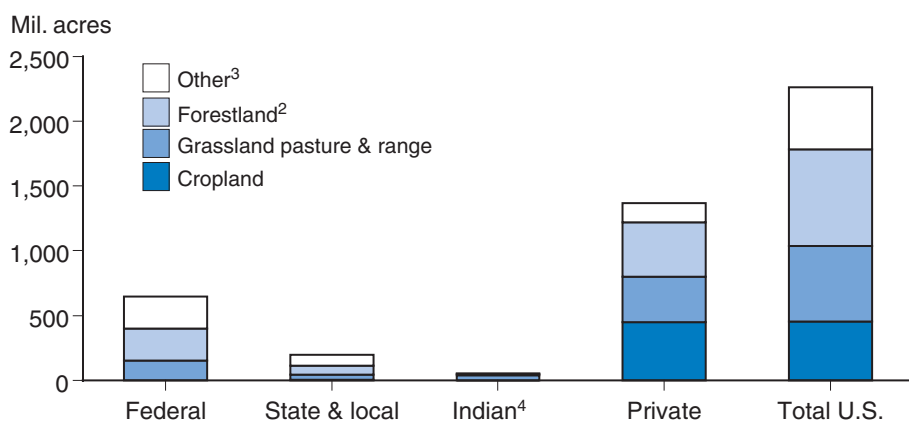 Mil. acres
2,500
2,000
1,500
1,000
500
0
Other³
Forestland²
Grassland pasture & range
Cropland
Federal State & local Indian⁴ Private Total U.S.